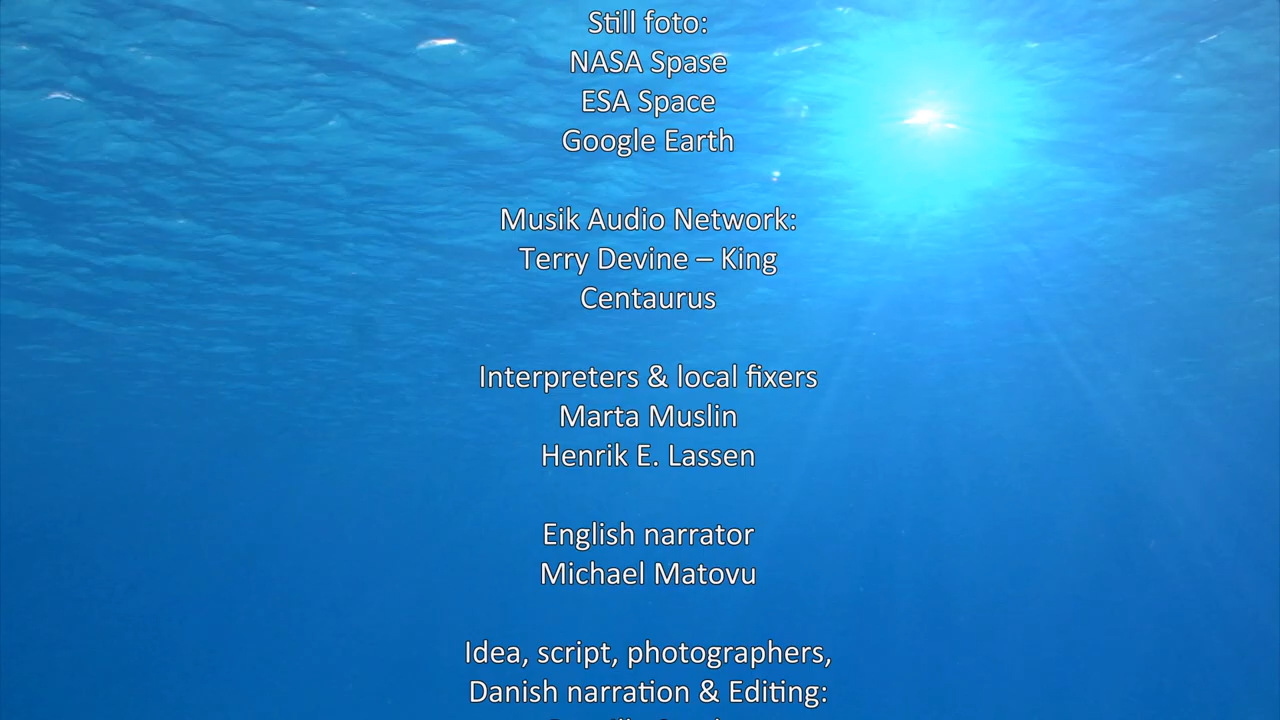 Still foto:
NASA Spase
ESA Space
Google Earth
Musik Audio Network:
Terry Devine – King
Centaurus
Interpreters & local fixers
Marta Muslin
Henrik E. Lassen
English narrator
Michael Matovu
Idea, script, photographers,
Danish narration & Editing: